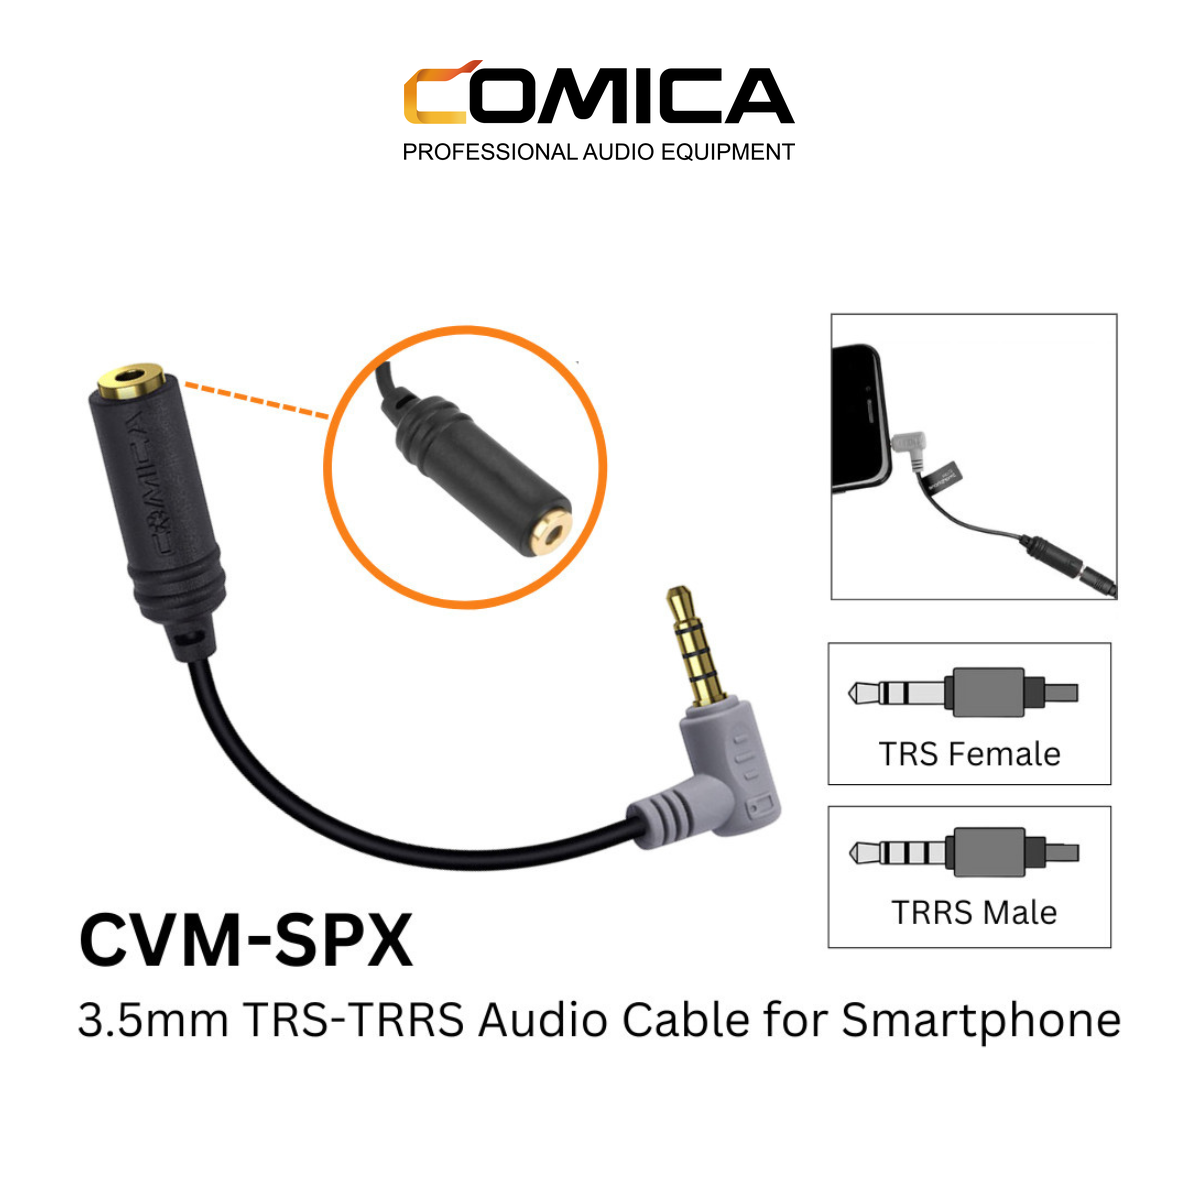 COMICA
PROFESSIONAL AUDIO EQUIPMENT
COMICA
TRS Female
TRRS Male
CVM-SPX
3.5mm TRS-TRRS Audio Cable for Smartphone